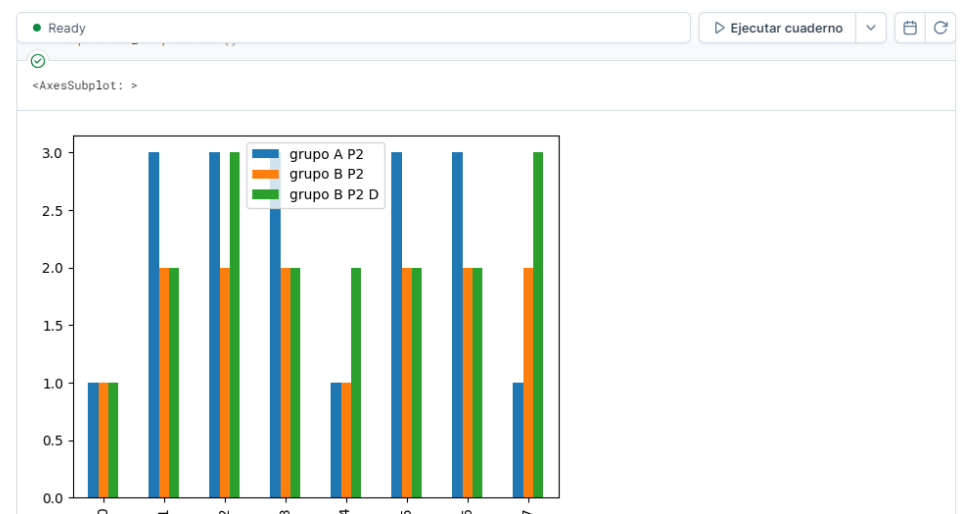 Ready
Ejecutar cuaderno
<AxesSubplot: >
grupo A P2
grupo B P2
grupo B P2 D
3.0
2.5
2.0
1.5
1.0
0.5
0.0